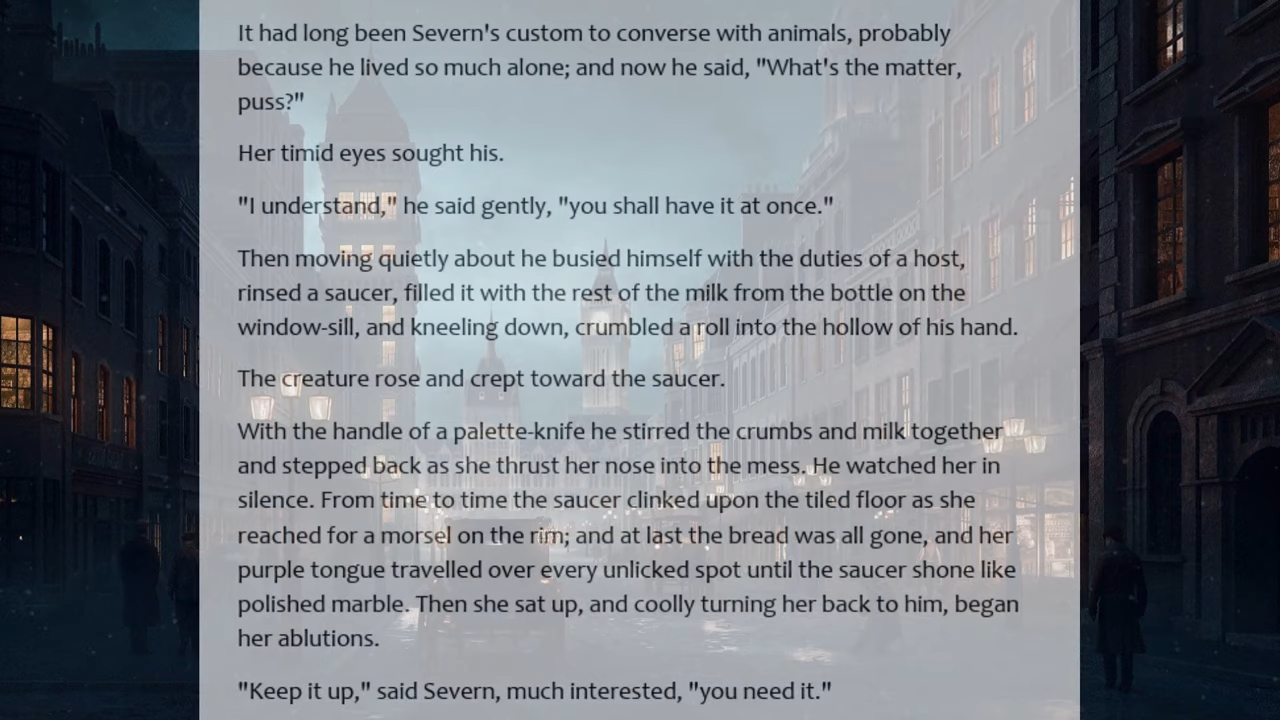 It had long been Severn's custom to converse with animals, probably
because he lived so much alone; and now he said, "What's the matter,
puss?"
Her timid eyes sought his.
"I understand," he said gently, "you shall have it at once."
Then moving quietly about he busied himself with the duties of a host,
rinsed a saucer, filled it with the rest of the milk from the bottle on the
window-sill, and kneeling down, crumbled a roll into the hollow of his hand.
The creature rose and crept toward the saucer.
With the handle of a palette-knife he stirred the crumbs and milk together
and stepped back as she thrust her nose into the mess. He watched her in
silence. From time to time the saucer clinked upon the tiled floor as she
reached for a morsel on the rim; and at last the bread was all gone, and her
purple tongue travelled over every unlicked spot until the saucer shone like
polished marble. Then she sat up, and coolly turning her back to him, began
her ablutions.
"Keep it up," said Severn, much interested, "you need it."